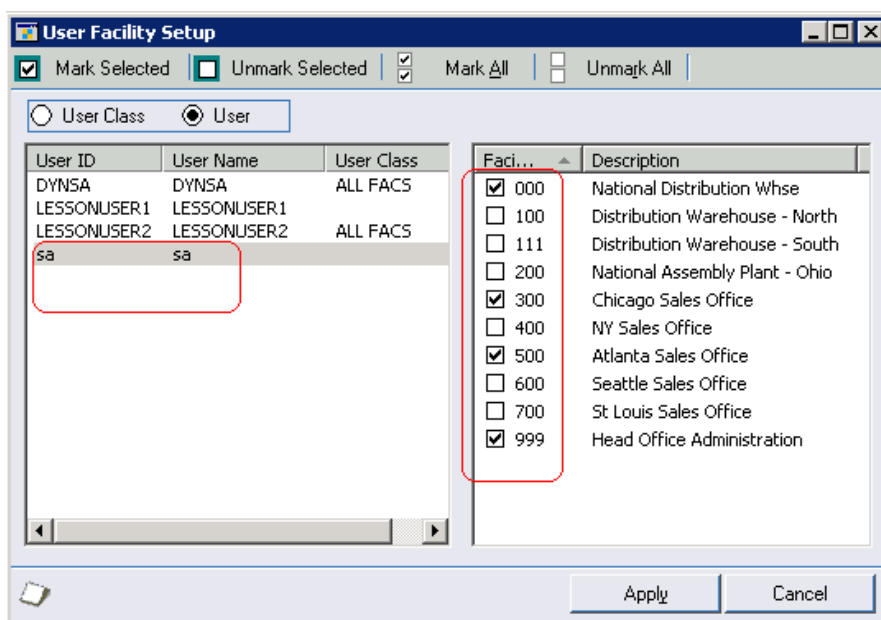 User Facility Setup
Mark Selected Unmark Selected Mark All Unmark All
User Class User
User ID User Name User Class
DYNSA DYNSA ALL FACS
LESSONUSER1 LESSONUSER1
LESSONUSER2 LESSONUSER2 ALL FACS
sa sa
Faci... Description
000 National Distribution Whse
100 Distribution Warehouse - North
111 Distribution Warehouse - South
200 National Assembly Plant - Ohio
300 Chicago Sales Office
400 NY Sales Office
500 Atlanta Sales Office
600 Seattle Sales Office
700 St Louis Sales Office
999 Head Office Administration
Apply Cancel